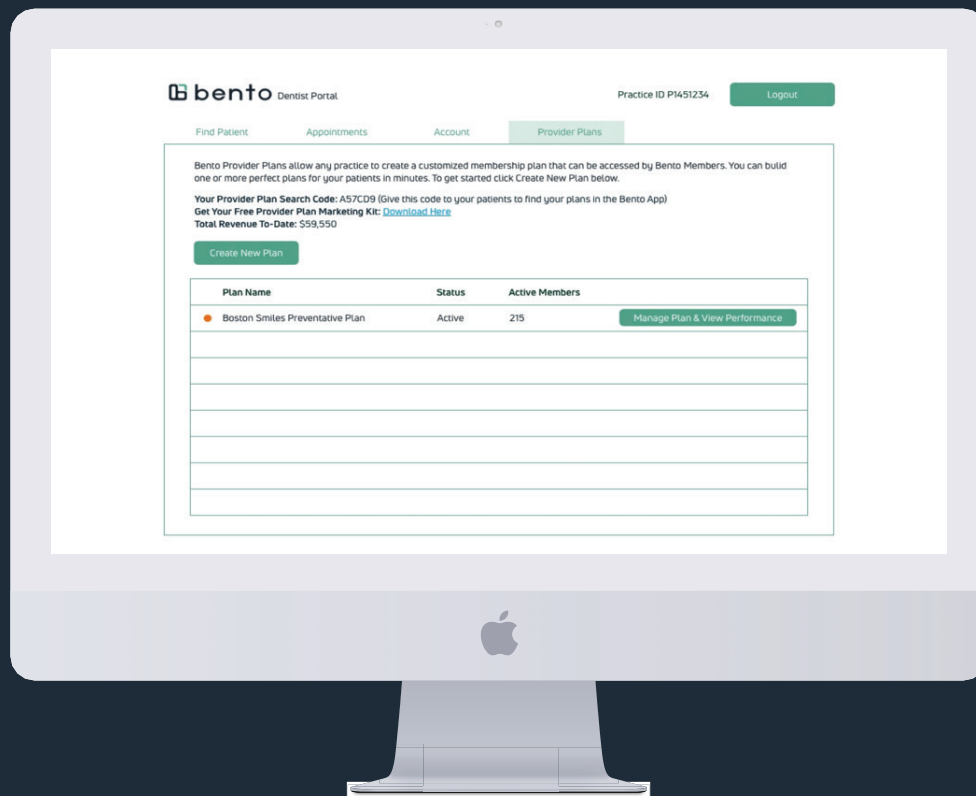 bento Dentist Portal
Practice ID P1451234
Logout
Find Patient Appointments Account Provider Plans
Bento Provider Plans allow any practice to create a customized membership plan that can be accessed by Bento Members. You can bulid
one or more perfect plans for your patients in minutes. To get started click Create New Plan below.
Your Provider Plan Search Code: A57CD9 (Give this code to your patients to find your plans in the Bento App)
Get Your Free Provider Plan Marketing Kit: Download Here
Total Revenue To-Date: $59,550
Create New Plan
Plan Name Status Active Members
Boston Smiles Preventative Plan Active 215 Manage Plan & View Performance